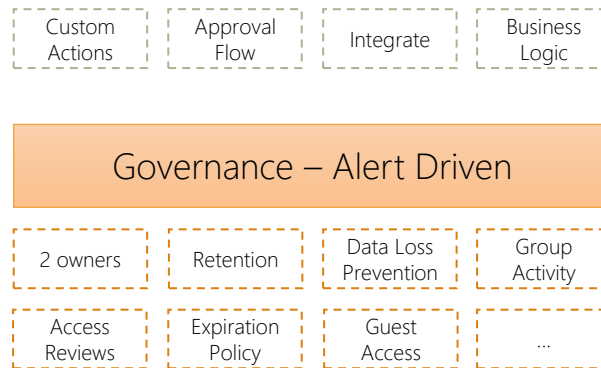 Custom
Actions
Approval
Flow
Integrate
Business
Logic
Governance – Alert Driven
2 owners
Retention
Data Loss
Prevention
Group
Activity
Access
Reviews
Expiration
Policy
Guest
Access
...